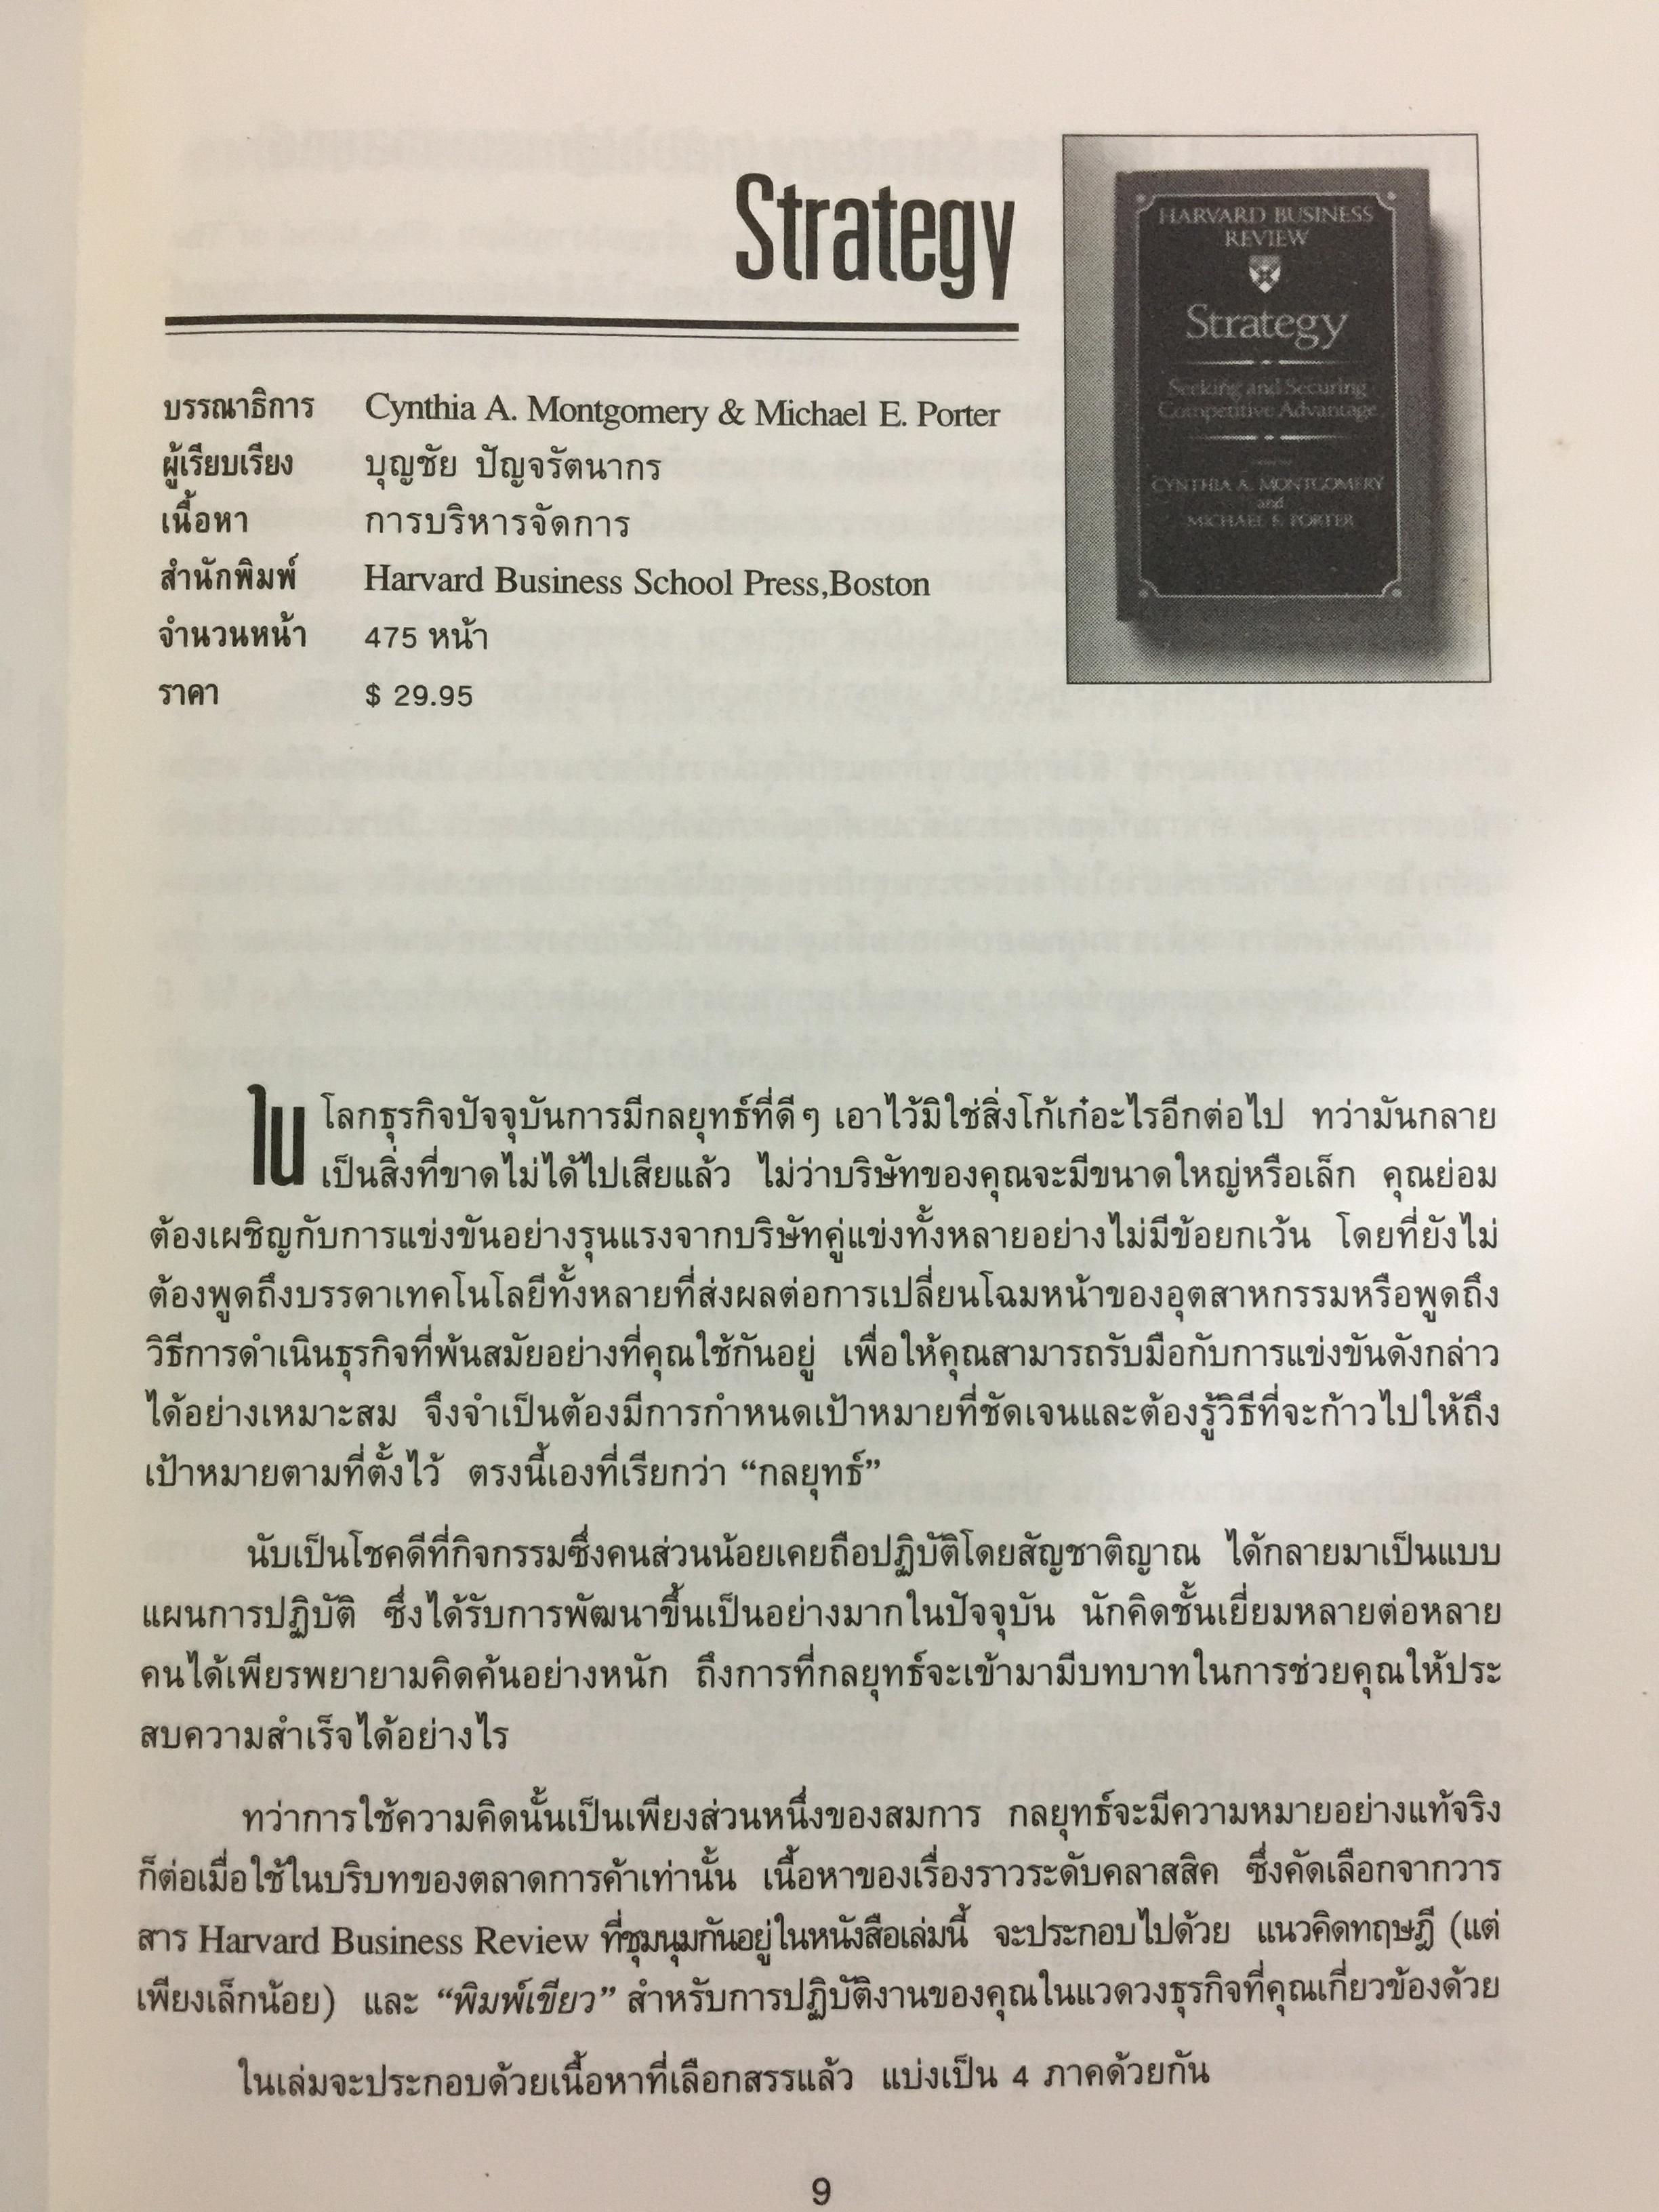 Strategy
HARVARD BUSINESS
REVIEW
Strategy
Seeking and Securing
Competitive Advantage
CYNTHIA A. MONTGOMERY
and
MICHAEL E. PORTER
บรรณาธิการ Cynthia A. Montgomery & Michael E. Porter
ผู้เรียบเรียง บุญชัย ปัญจรัตนากร
เนื้อหา การบริหารจัดการ
สำนักพิมพ์ Harvard Business School Press,Boston
จำนวนหน้า 475 หน้า
ราคา $ 29.95
ใน โลกธุรกิจปัจจุบันการมีกลยุทธ์ที่ดีๆ เอาไว้มิใช่สิ่งโก้เก๋อะไรอีกต่อไป ทว่ามันกลาย
เป็นสิ่งที่ขาดไม่ได้ไปเสียแล้ว ไม่ว่าบริษัทของคุณจะมีขนาดใหญ่หรือเล็ก คุณย่อม
ต้องเผชิญกับการแข่งขันอย่างรุนแรงจากบริษัทคู่แข่งทั้งหลายอย่างไม่มีข้อยกเว้น โดยที่ยังไม่
ต้องพูดถึงบรรดาเทคโนโลยีทั้งหลายที่ส่งผลต่อการเปลี่ยนโฉมหน้าของอุตสาหกรรมหรือพูดถึง
วิธีการดำเนินธุรกิจที่พ้นสมัยอย่างที่คุณใช้กันอยู่ เพื่อให้คุณสามารถรับมือกับการแข่งขันดังกล่าว
ได้อย่างเหมาะสม จึงจำเป็นต้องมีการกำหนดเป้าหมายที่ชัดเจนและต้องรู้วิธีที่จะก้าวไปให้ถึง
เป้าหมายตามที่ตั้งไว้ ตรงนี้เองที่เรียกว่า “กลยุทธ์”
นับเป็นโชคดีที่กิจกรรมซึ่งคนส่วนน้อยเคยถือปฏิบัติโดยสัญชาติญาณ ได้กลายมาเป็นแบบ
แผนการปฏิบัติ ซึ่งได้รับการพัฒนาขึ้นเป็นอย่างมากในปัจจุบัน นักคิดชั้นเยี่ยมหลายต่อหลาย
คนได้เพียรพยายามคิดค้นอย่างหนัก ถึงการที่กลยุทธ์จะเข้ามามีบทบาทในการช่วยคุณให้ประ
สบความสำเร็จได้อย่างไร
ทว่าการใช้ความคิดนั้นเป็นเพียงส่วนหนึ่งของสมการ กลยุทธ์จะมีความหมายอย่างแท้จริง
ก็ต่อเมื่อใช้ในบริบทของตลาดการค้าเท่านั้น เนื้อหาของเรื่องราวระดับคลาสสิค ซึ่งคัดเลือกจากวาร
สาร Harvard Business Review ที่ชุมนุมกันอยู่ในหนังสือเล่มนี้ จะประกอบไปด้วย แนวคิดทฤษฎี (แต่
เพียงเล็กน้อย) และ “พิมพ์เขียว” สำหรับการปฏิบัติงานของคุณในแวดวงธุรกิจที่คุณเกี่ยวข้องด้วย
ในเล่มจะประกอบด้วยเนื้อหาที่เลือกสรรแล้ว แบ่งเป็น 4 ภาคด้วยกัน
9